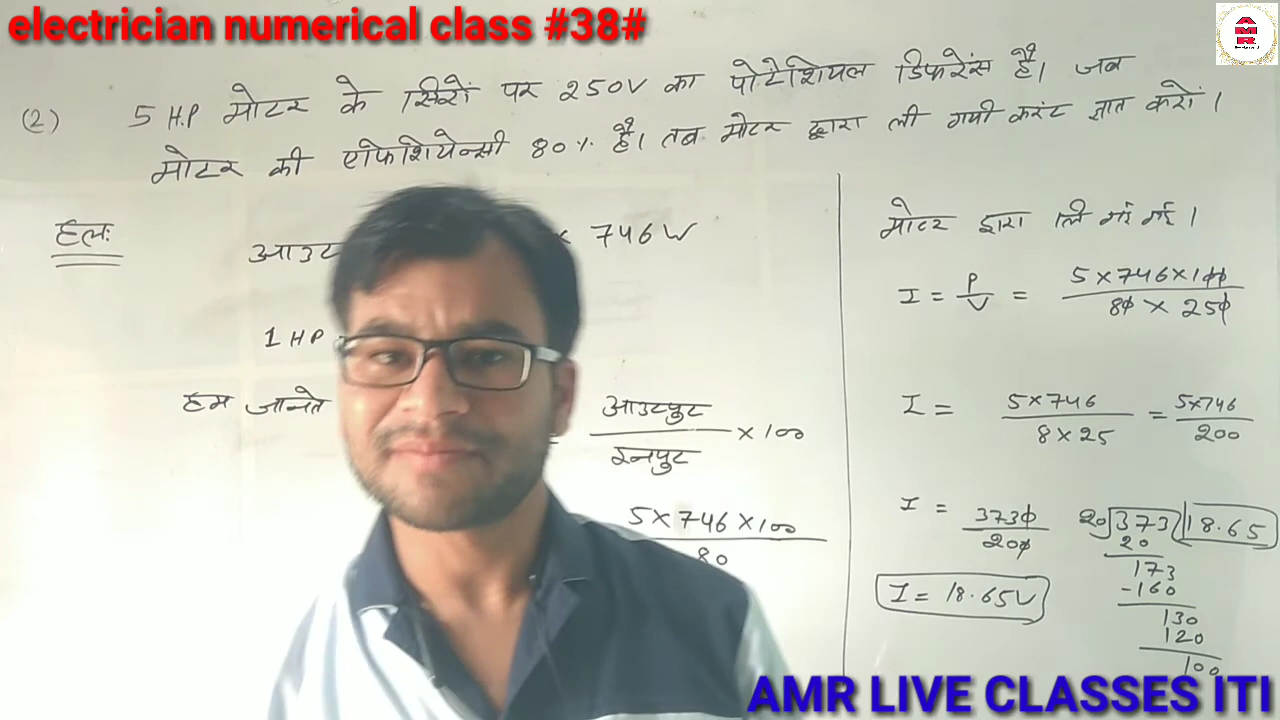 electrician numerical class #38#
AMR
(2) 5 H.P मोटर के सिरों पर 250V का पोटेंशियल डिफरेंस है। जब
मोटर की एफिशियेन्सी 80% है। तब मोटर द्वारा ली गयी करंट ज्ञात करो।
हलः
आउट × 746W
1 HP
हम जानते
आउटपुट
× 100
इनपुट
5 × 746 × 100
80
मोटर द्वारा
I = P/V = 5 × 746 × 100 / 80 × 250
I = 5 × 746 / 8 × 25 = 5 × 746 / 200
I = 3730 / 200
20 373 18.65
20
173
-160
130
120
100
I = 18.65V
AMR LIVE CLASSES ITI